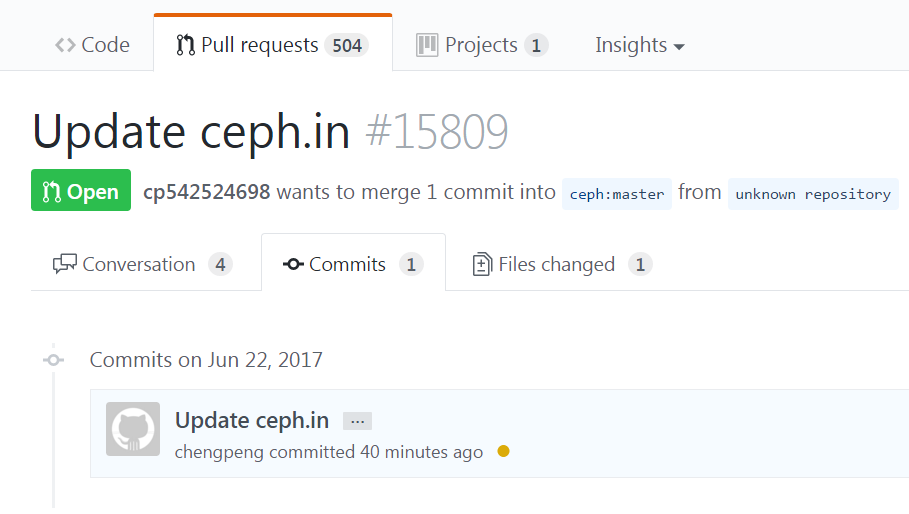 Code Pull requests 504 Projects 1 Insights
Update ceph.in #15809
Open cp542524698 wants to merge 1 commit into ceph:master from unknown repository
Conversation 4 Commits 1 Files changed 1
Commits on Jun 22, 2017
Update ceph.in ...
chengpeng committed 40 minutes ago